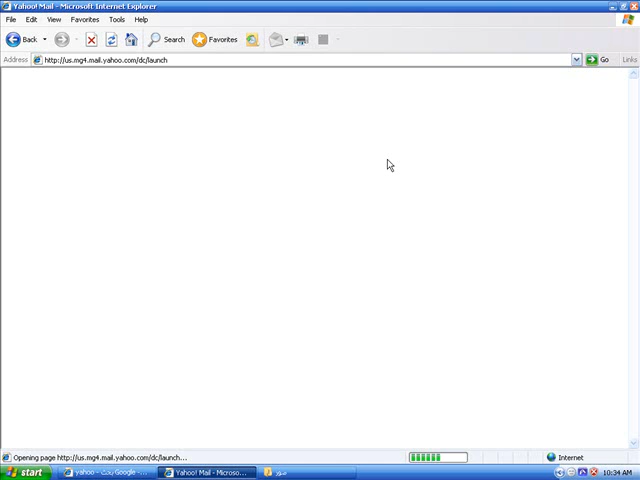 Yahoo! Mail - Microsoft Internet Explorer
File Edit View Favorites Tools Help
Back Search Favorites
Address http://us.mg4.mail.yahoo.com/dc/launch Go Links
Opening page http://us.mg4.mail.yahoo.com/dc/launch... Internet
start yahoo - بحث Google -... Yahoo! Mail - Microso... صور 10:34 AM